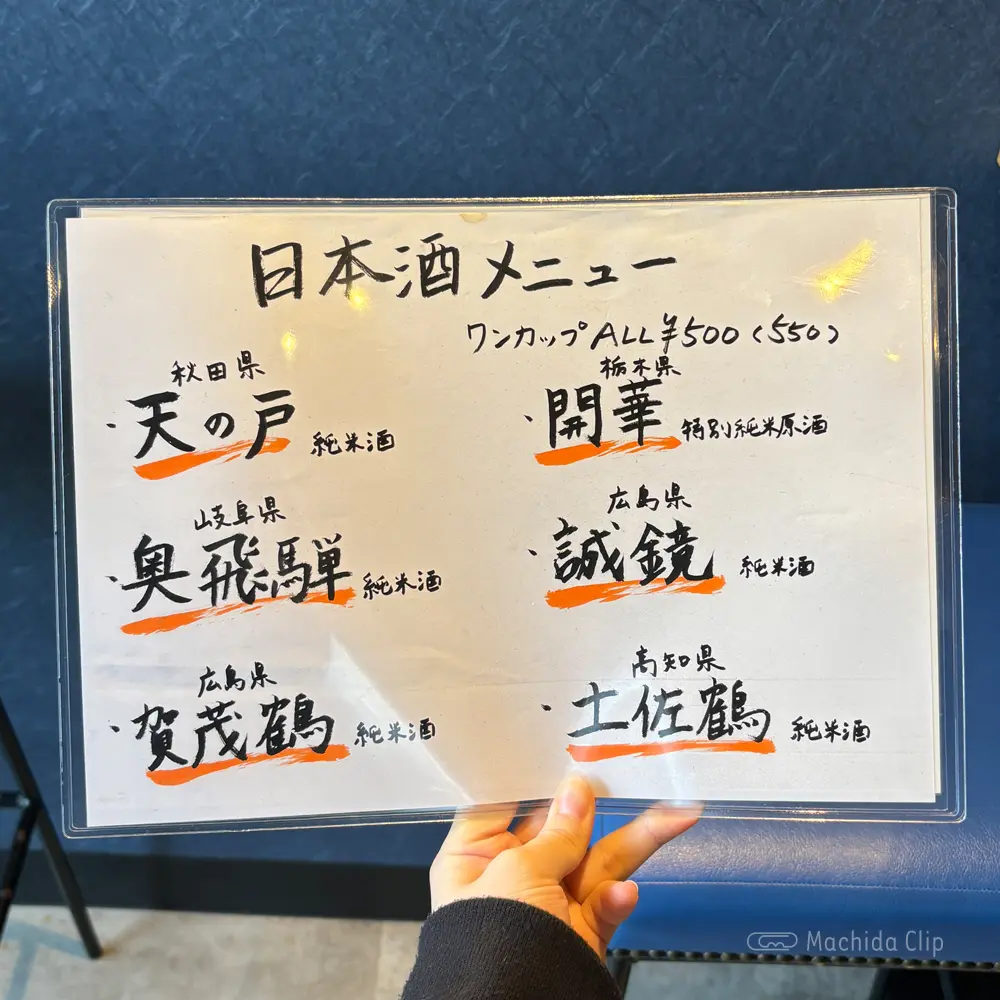 日本酒メニュー
ワンカップ ALL ¥500（550）
秋田県
・天の戸 純米酒
栃木県
・開華 特別純米原酒
岐阜県
・奥飛騨 純米酒
広島県
・誠鏡 純米酒
広島県
・賀茂鶴 純米酒
高知県
・土佐鶴 純米酒
Machida Clip